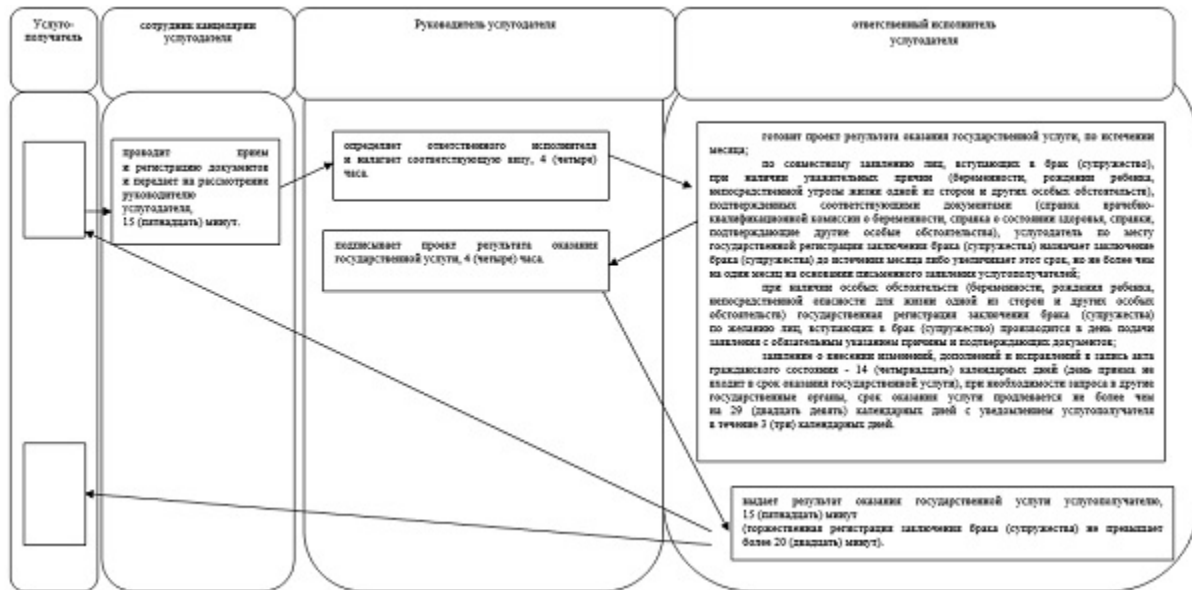 Услуго-
получатель
сотрудник канцелярии
услугодателя
Руководитель услугодателя
ответственный исполнитель
услугодателя
проводит прием
и регистрацию документов
и передает на рассмотрение
руководителю
услугодателя,
15 (пятнадцать) минут.
определяет ответственного исполнителя
и налагает соответствующую визу, 4 (четыре)
часа.
подписывает проект результата оказания
государственной услуги, 4 (четыре) часа.
готовит проект результата оказания государственной услуги, по истечении
месяца;
по совместному заявлению лиц, вступающих в брак (супружество),
при наличии уважительных причин (беременности, рождении ребенка,
непосредственной угрозы жизни одной из сторон и других особых обстоятельств),
подтвержденных соответствующими документами (справка врачебно-
квалификационной комиссии о беременности, справка о состоянии здоровья, справки,
подтверждающие другие особые обстоятельства), услугодатель по месту
государственной регистрации заключения брака (супружества) назначает заключение
брака (супружества) до истечения месяца либо увеличивает этот срок, но не более чем
на один месяц на основании письменного заявления услугополучателей;
при наличии особых обстоятельств (беременности, рождения ребенка,
непосредственной опасности для жизни одной из сторон и других особых
обстоятельств) государственная регистрация заключения брака (супружества)
по желанию лиц, вступающих в брак (супружество) производится в день подачи
заявления с обязательным указанием причины и подтверждающих документов;
заявление о внесении изменений, дополнений и исправлений в запись акта
гражданского состояния - 14 (четырнадцать) календарных дней (день приема не
входит в срок оказания государственной услуги), при необходимости запроса в другие
государственные органы, срок оказания услуги продлевается не более чем
на 29 (двадцать девять) календарных дней с уведомлением услугополучателя
в течение 3 (три) календарных дней.
выдает результат оказания государственной услуги услугополучателю,
15 (пятнадцать) минут
(торжественная регистрация заключения брака (супружества) не превышает
более 20 (двадцать) минут).